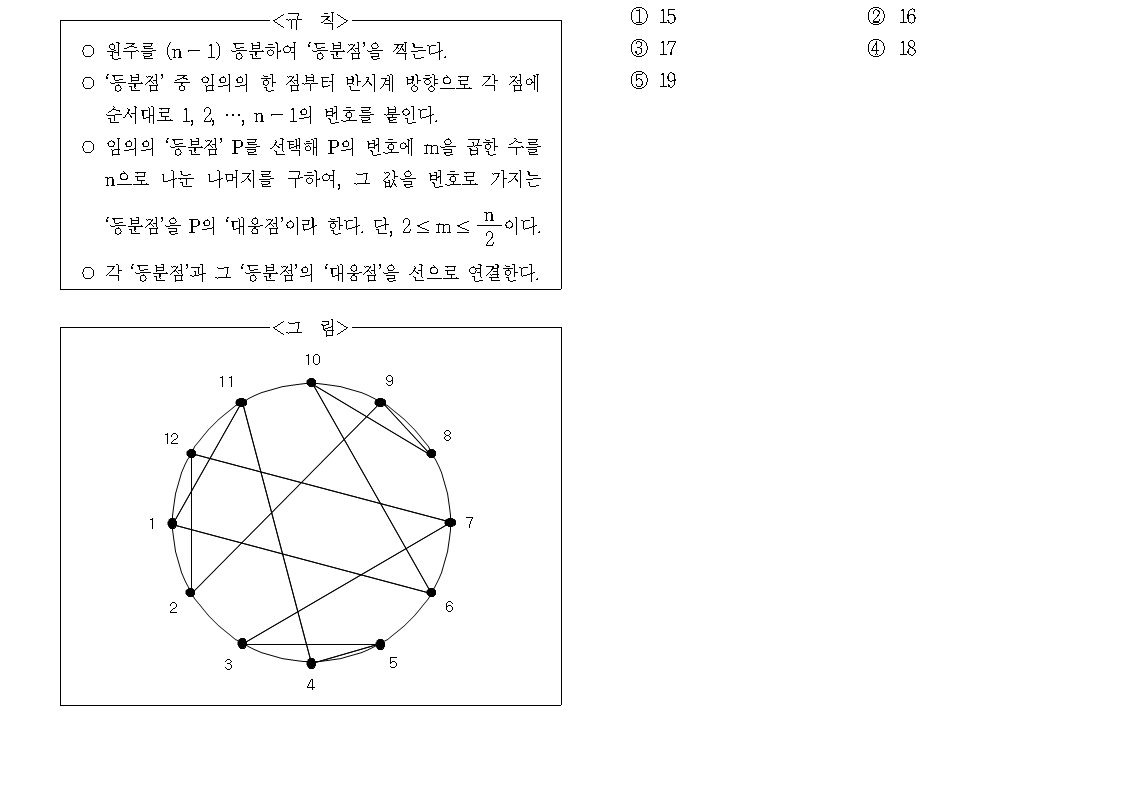 <규 칙>
○ 원주를 (n − 1) 등분하여 ‘등분점’을 찍는다.
○ ‘등분점’ 중 임의의 한 점부터 반시계 방향으로 각 점에
순서대로 1, 2, ⋯, n − 1의 번호를 붙인다.
○ 임의의 ‘등분점’ P를 선택해 P의 번호에 m을 곱한 수를
n으로 나눈 나머지를 구하여, 그 값을 번호로 가지는
‘등분점’을 P의 ‘대응점’이라 한다. 단, 2 ≤ m ≤ n/2 이다.
○ 각 ‘등분점’과 그 ‘등분점’의 ‘대응점’을 선으로 연결한다.
<그 림>
10
11
9
12
8
1
7
2
6
3
5
4
① 15 ② 16
③ 17 ④ 18
⑤ 19